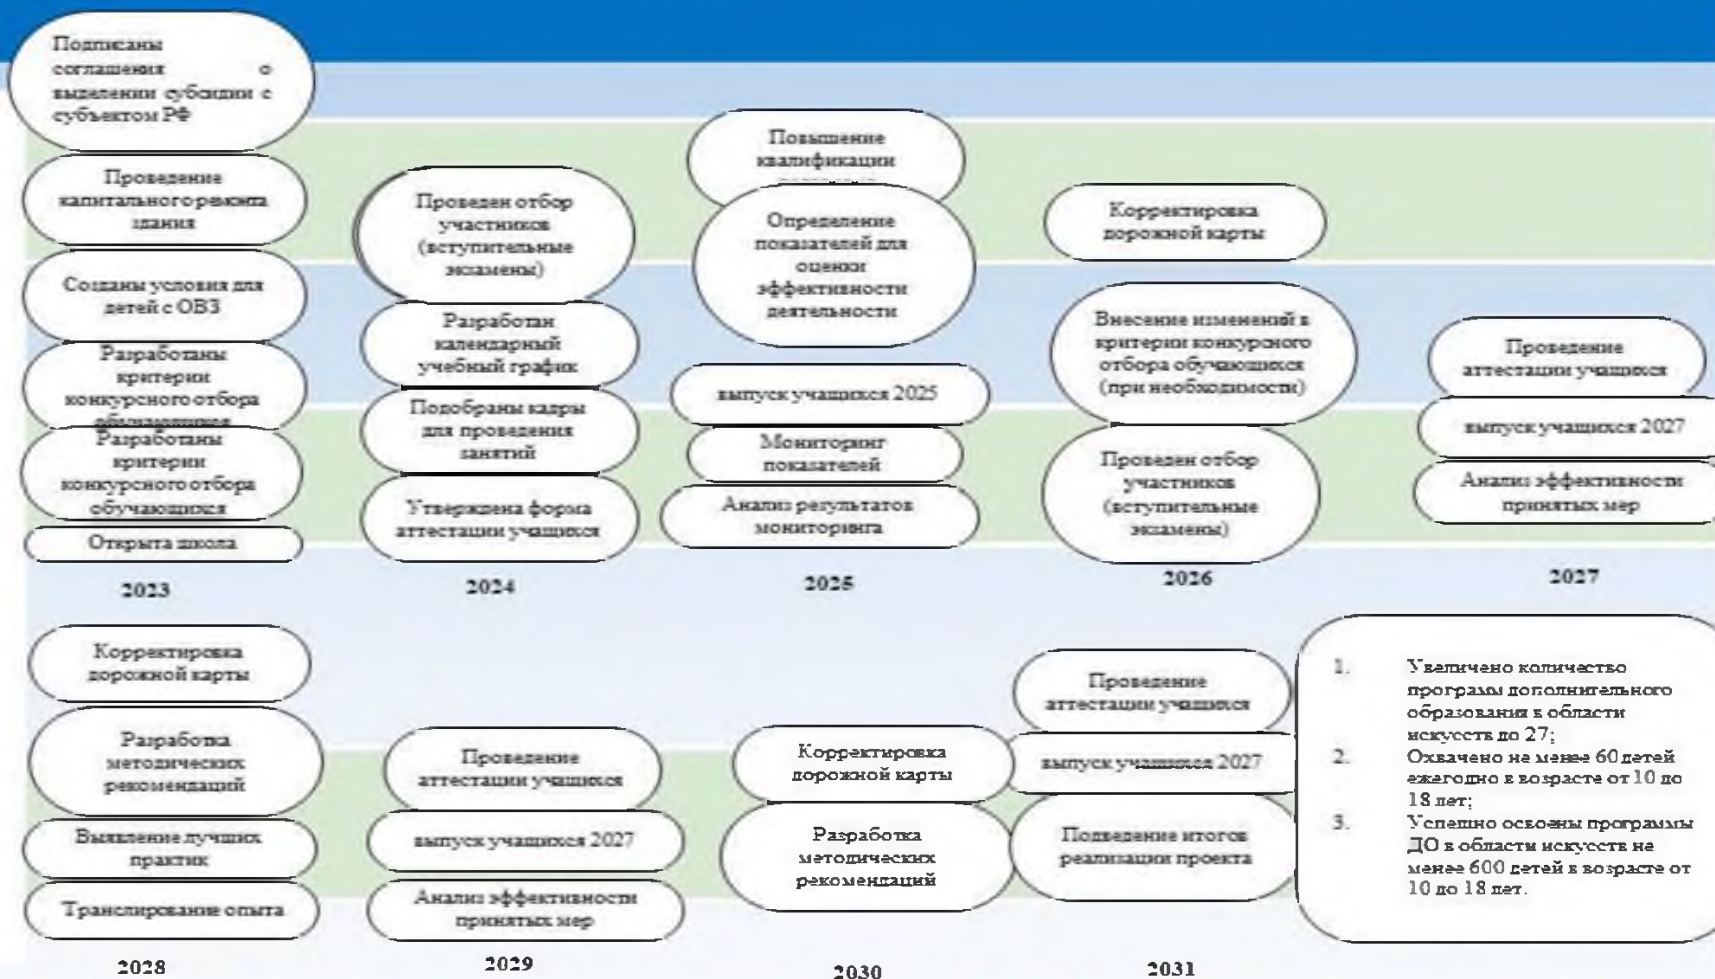 Подписаны
соглашения о
выделении субсидии с
субъектом РФ
Проведение
капитального ремонта
здания
Созданы условия для
детей с ОВЗ
Разработаны
критерии
конкурсного отбора
обучающихся
Разработаны
критерии
конкурсного отбора
обучающихся
Открыта школа
2023
Проведен отбор
участников
(вступительные
экзамены)
Разработан
календарный
учебный график
Подобраны кадры
для проведения
занятий
Утверждена форма
аттестации учащихся
2024
Повышение
квалификации
Определение
показателей для
оценки
эффективности
деятельности
выпуск учащихся 2025
Мониторинг
показателей
Анализ результатов
мониторинга
2025
Корректировка
дорожной карты
Внесение изменений в
критерии конкурсного
отбора обучающихся
(при необходимости)
Проведен отбор
участников
(вступительные
экзамены)
2026
Проведение
аттестации учащихся
выпуск учащихся 2027
Анализ эффективности
принятых мер
2027
Корректировка
дорожной карты
Разработка
методических
рекомендаций
Выявление лучших
практик
Транслирование опыта
2028
Проведение
аттестации учащихся
выпуск учащихся 2027
Анализ эффективности
принятых мер
2029
Корректировка
дорожной карты
Разработка
методических
рекомендаций
2030
Проведение
аттестации учащихся
выпуск учащихся 2027
Подведение итогов
реализации проекта
2031
1. Увеличено количество
программ дополнительного
образования в области
искусств до 27;
2. Охвачено не менее 60 детей
ежегодно в возрасте от 10 до
18 лет;
3. Успешно освоены программы
ДО в области искусств не
менее 600 детей в возрасте от
10 до 18 лет.